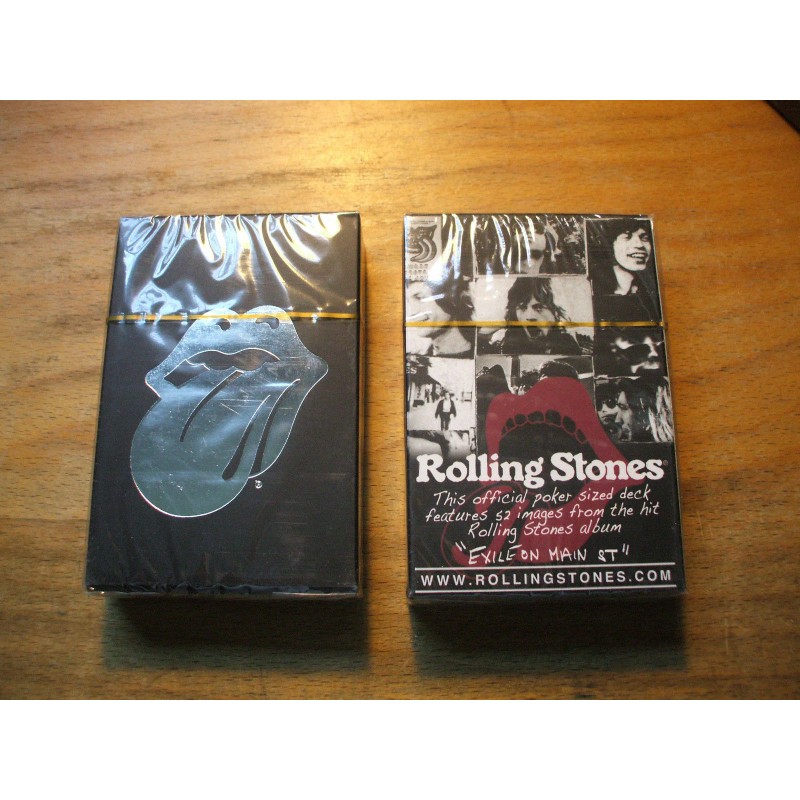 Rolling Stones®
This official poker sized deck
features 52 images from the hit
Rolling Stones album
"EXILE ON MAIN ST"
WWW.ROLLINGSTONES.COM